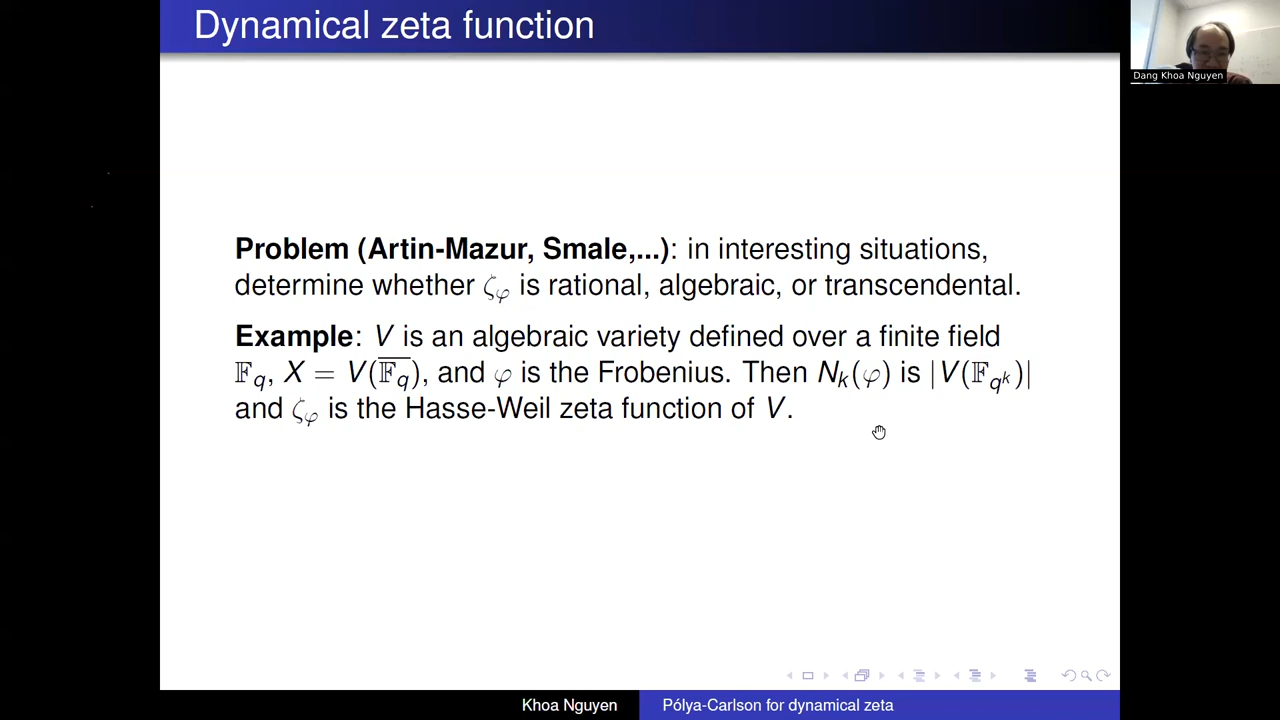 Dynamical zeta function
Dang Khoa Nguyen
Problem (Artin-Mazur, Smale,...): in interesting situations,
determine whether ζ_φ is rational, algebraic, or transcendental.
Example: V is an algebraic variety defined over a finite field
𝔽_q, X = V(\overline{𝔽_q}), and φ is the Frobenius. Then N_k(φ) is |V(𝔽_{q^k})|
and ζ_φ is the Hasse-Weil zeta function of V.
Khoa Nguyen
Pólya-Carlson for dynamical zeta